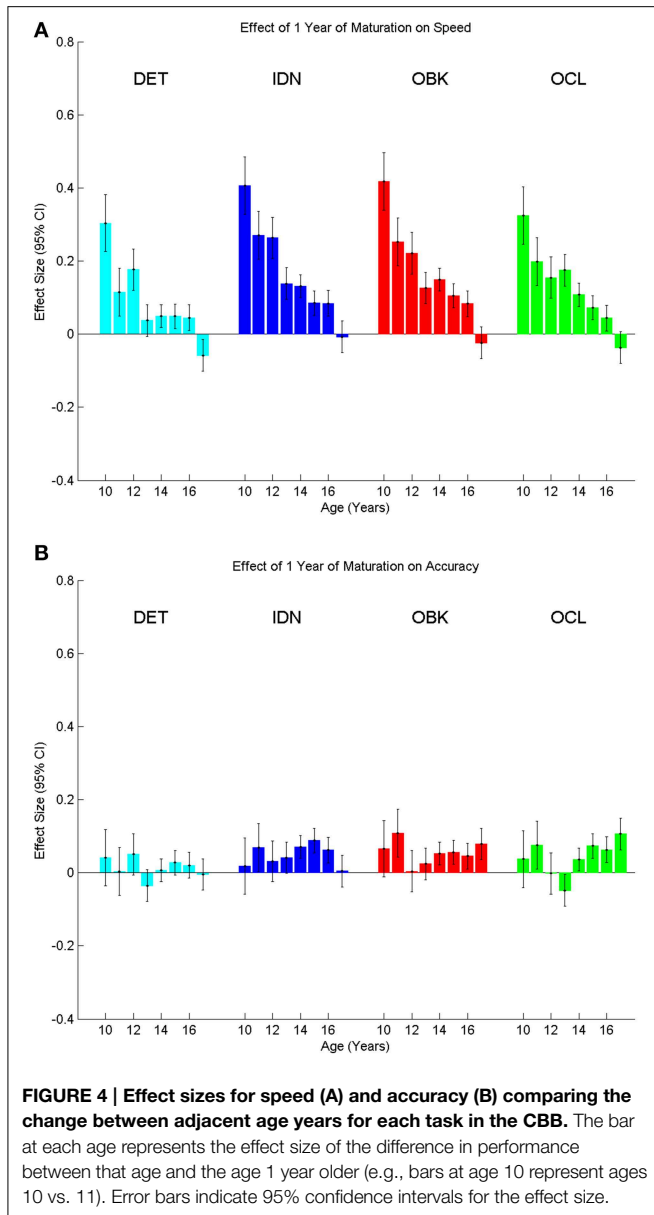 A
Effect of 1 Year of Maturation on Speed
DET IDN OBK OCL
Effect Size (95% CI)
0.8
0.6
0.4
0.2
0
-0.2
-0.4
10 12 14 16 10 12 14 16 10 12 14 16 10 12 14 16
Age (Years)
B
Effect of 1 Year of Maturation on Accuracy
DET IDN OBK OCL
Effect Size (95% CI)
0.8
0.6
0.4
0.2
0
-0.2
-0.4
10 12 14 16 10 12 14 16 10 12 14 16 10 12 14 16
Age (Years)
FIGURE 4 | Effect sizes for speed (A) and accuracy (B) comparing the
change between adjacent age years for each task in the CBB. The bar
at each age represents the effect size of the difference in performance
between that age and the age 1 year older (e.g., bars at age 10 represent ages
10 vs. 11). Error bars indicate 95% confidence intervals for the effect size.